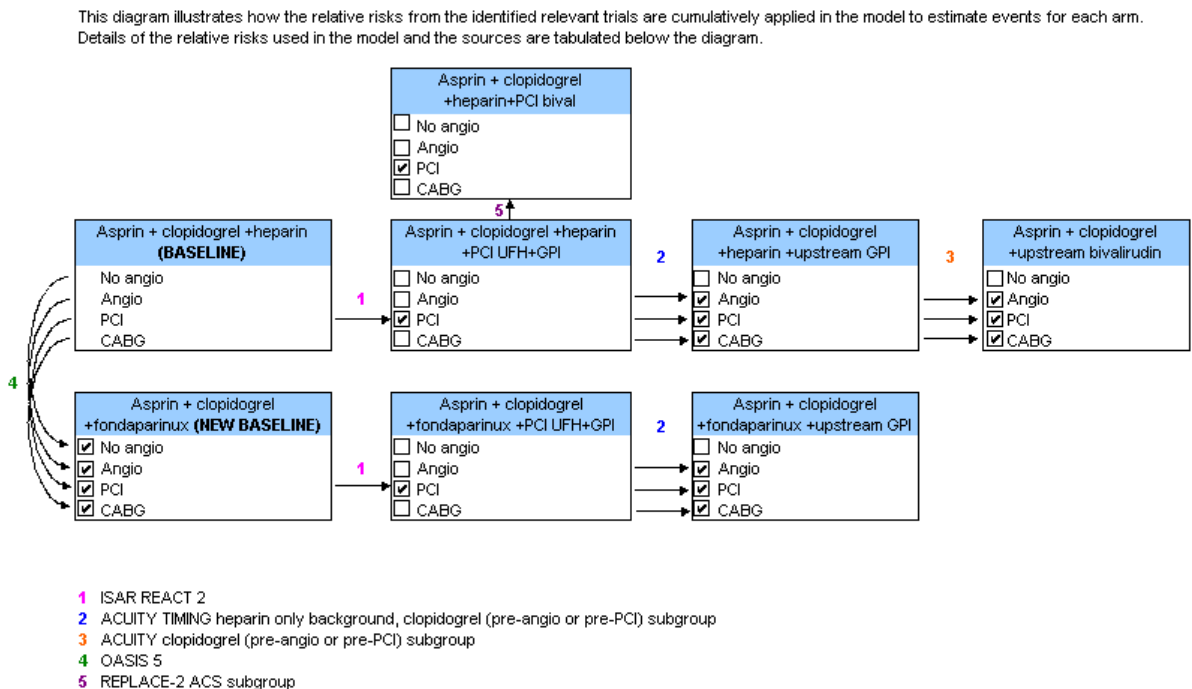 This diagram illustrates how the relative risks from the identified relevant trials are cumulatively applied in the model to estimate events for each arm.
Details of the relative risks used in the model and the sources are tabulated below the diagram.
Asprin + clopidogrel
+heparin+PCI bival
No angio
Angio
PCI
CABG
5
Asprin + clopidogrel +heparin
(BASELINE)
No angio
Angio
PCI
CABG
1
Asprin + clopidogrel +heparin
+PCI UFH+GPI
No angio
Angio
PCI
CABG
2
Asprin + clopidogrel
+heparin +upstream GPI
No angio
Angio
PCI
CABG
3
Asprin + clopidogrel
+upstream bivalirudin
No angio
Angio
PCI
CABG
4
Asprin + clopidogrel
+fondaparinux (NEW BASELINE)
No angio
Angio
PCI
CABG
1
Asprin + clopidogrel
+fondaparinux +PCI UFH+GPI
No angio
Angio
PCI
CABG
2
Asprin + clopidogrel
+fondaparinux +upstream GPI
No angio
Angio
PCI
CABG
1 ISAR REACT 2
2 ACUITY TIMING heparin only background, clopidogrel (pre-angio or pre-PCI) subgroup
3 ACUITY clopidogrel (pre-angio or pre-PCI) subgroup
4 OASIS 5
5 REPLACE-2 ACS subgroup